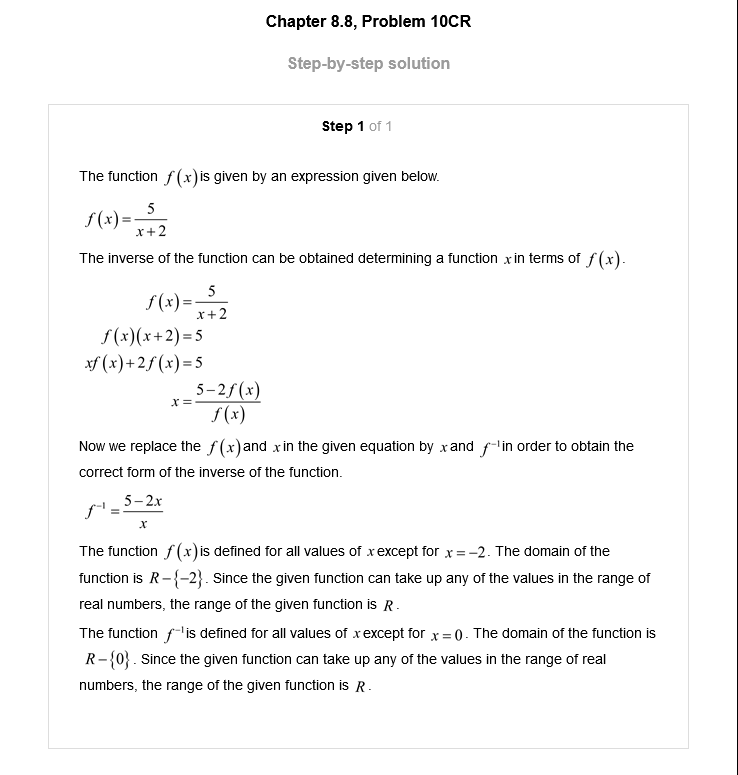 Chapter 8.8, Problem 10CR
Step-by-step solution
Step 1 of 1
The function f(x) is given by an expression given below.
f(x) = 5/(x+2)
The inverse of the function can be obtained determining a function x in terms of f(x).
f(x) = 5/(x+2)
f(x)(x+2) = 5
xf(x)+2f(x) = 5
x = (5−2f(x))/f(x)
Now we replace the f(x) and x in the given equation by x and f⁻¹ in order to obtain the
correct form of the inverse of the function.
f⁻¹ = (5−2x)/x
The function f(x) is defined for all values of x except for x = −2. The domain of the
function is R−{−2}. Since the given function can take up any of the values in the range of
real numbers, the range of the given function is R.
The function f⁻¹ is defined for all values of x except for x = 0. The domain of the function is
R−{0}. Since the given function can take up any of the values in the range of real
numbers, the range of the given function is R.